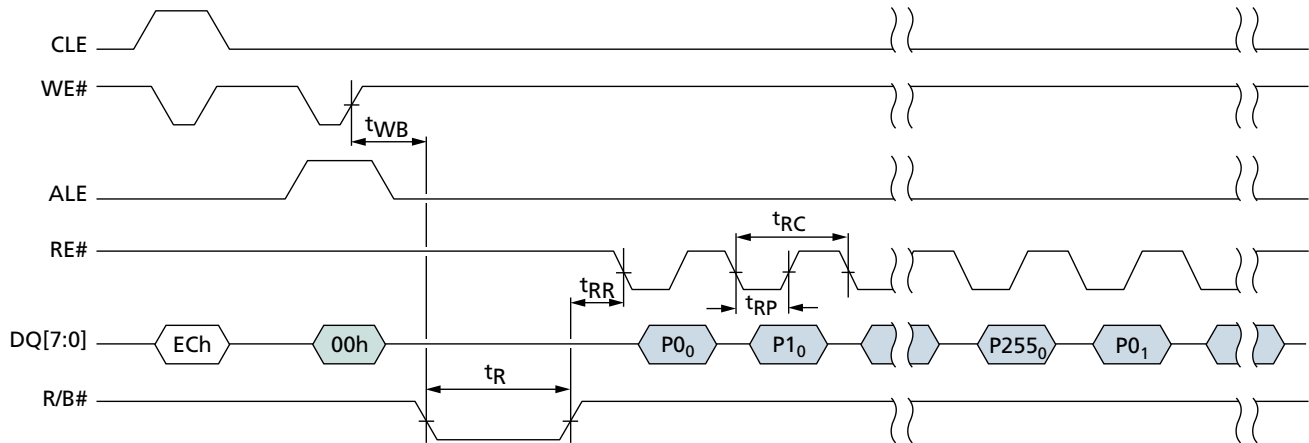 CLE
WE#
tWB
ALE
tRC
RE#
tRR
tRP
DQ[7:0] ECh 00h P0₀ P1₀ P255₀ P0₁
tR
R/B#